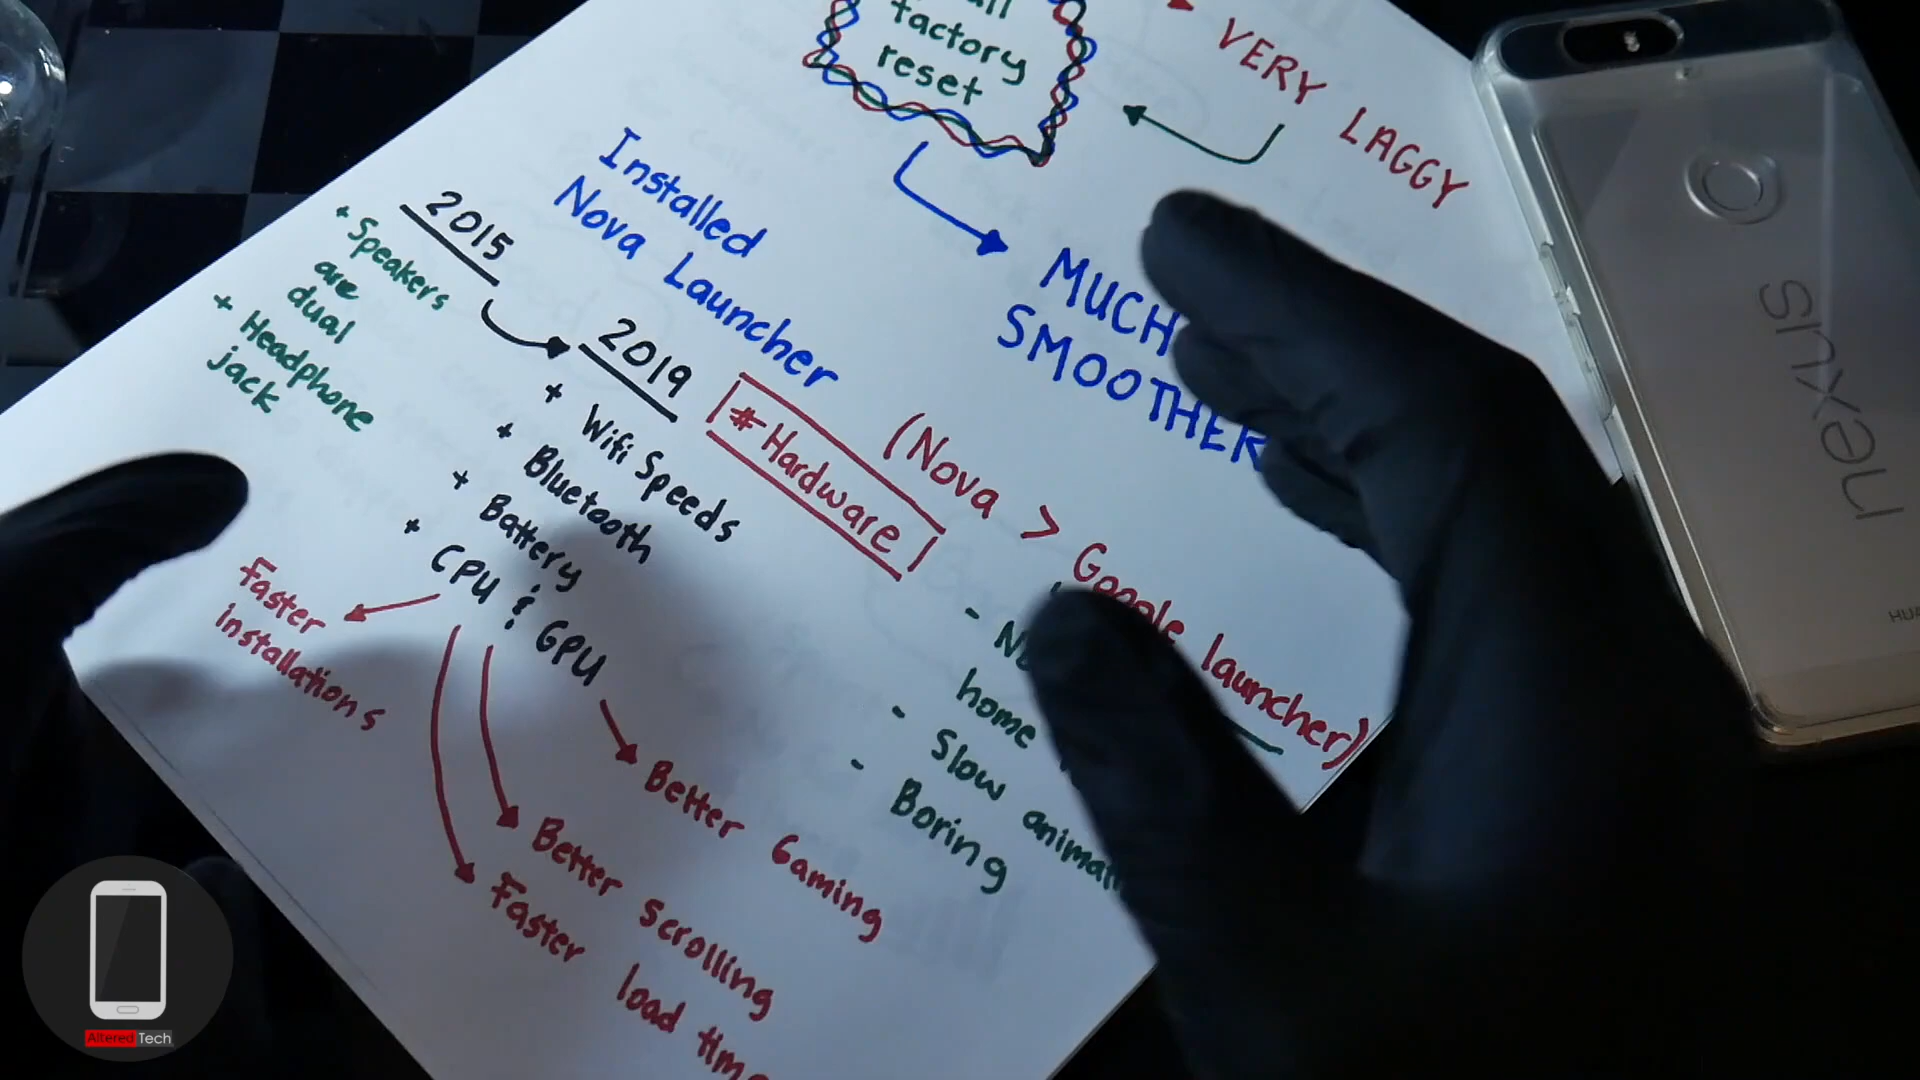 factory
reset
VERY LAGGY
Installed
Nova Launcher
MUCH
SMOOTHER
2015
+ Speakers
are
dual
+ Headphone
jack
2019
+ Wifi Speeds
+ Bluetooth
+ Battery
+ CPU & GPU
# Hardware
(Nova > Google launcher)
-
home
- Slow
- Boring
Faster
installations
Better Gaming
Better scrolling
Faster load
nexus
Altered Tech